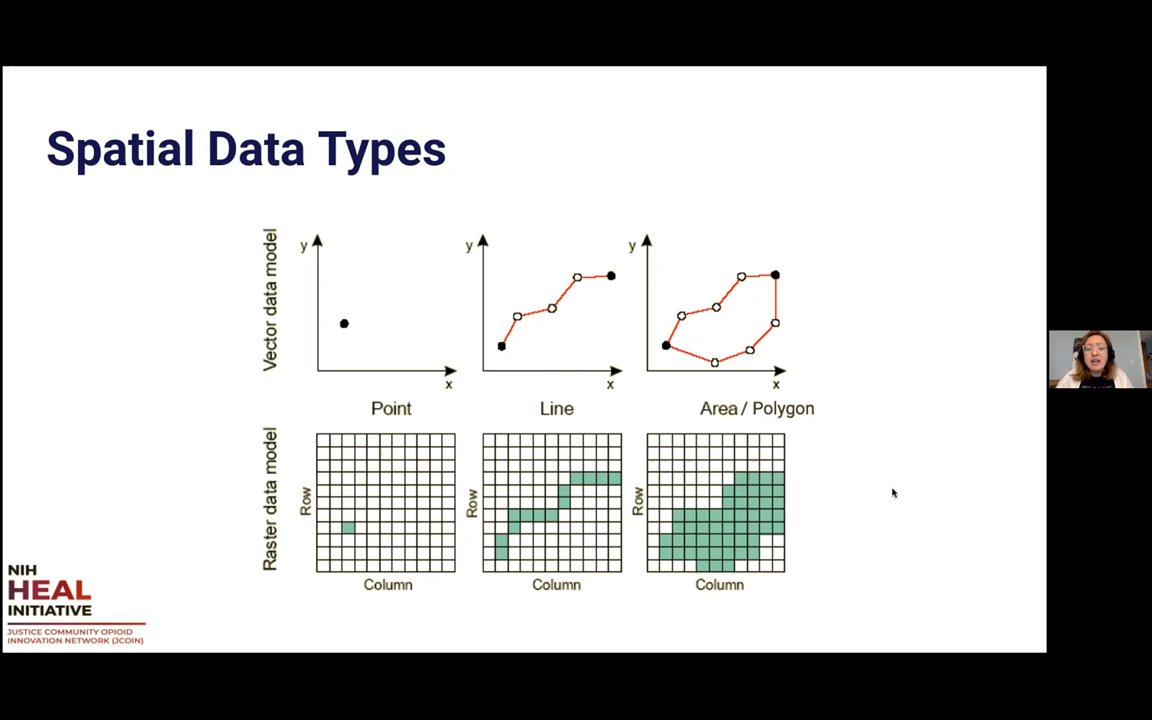 Spatial Data Types
Vector data model
y
x
y
x
y
x
Point
Line
Area / Polygon
Raster data model
Row
Row
Row
Column
Column
Column
NIH
HEAL
INITIATIVE
JUSTICE COMMUNITY OPIOID
INNOVATION NETWORK (JCOIN)